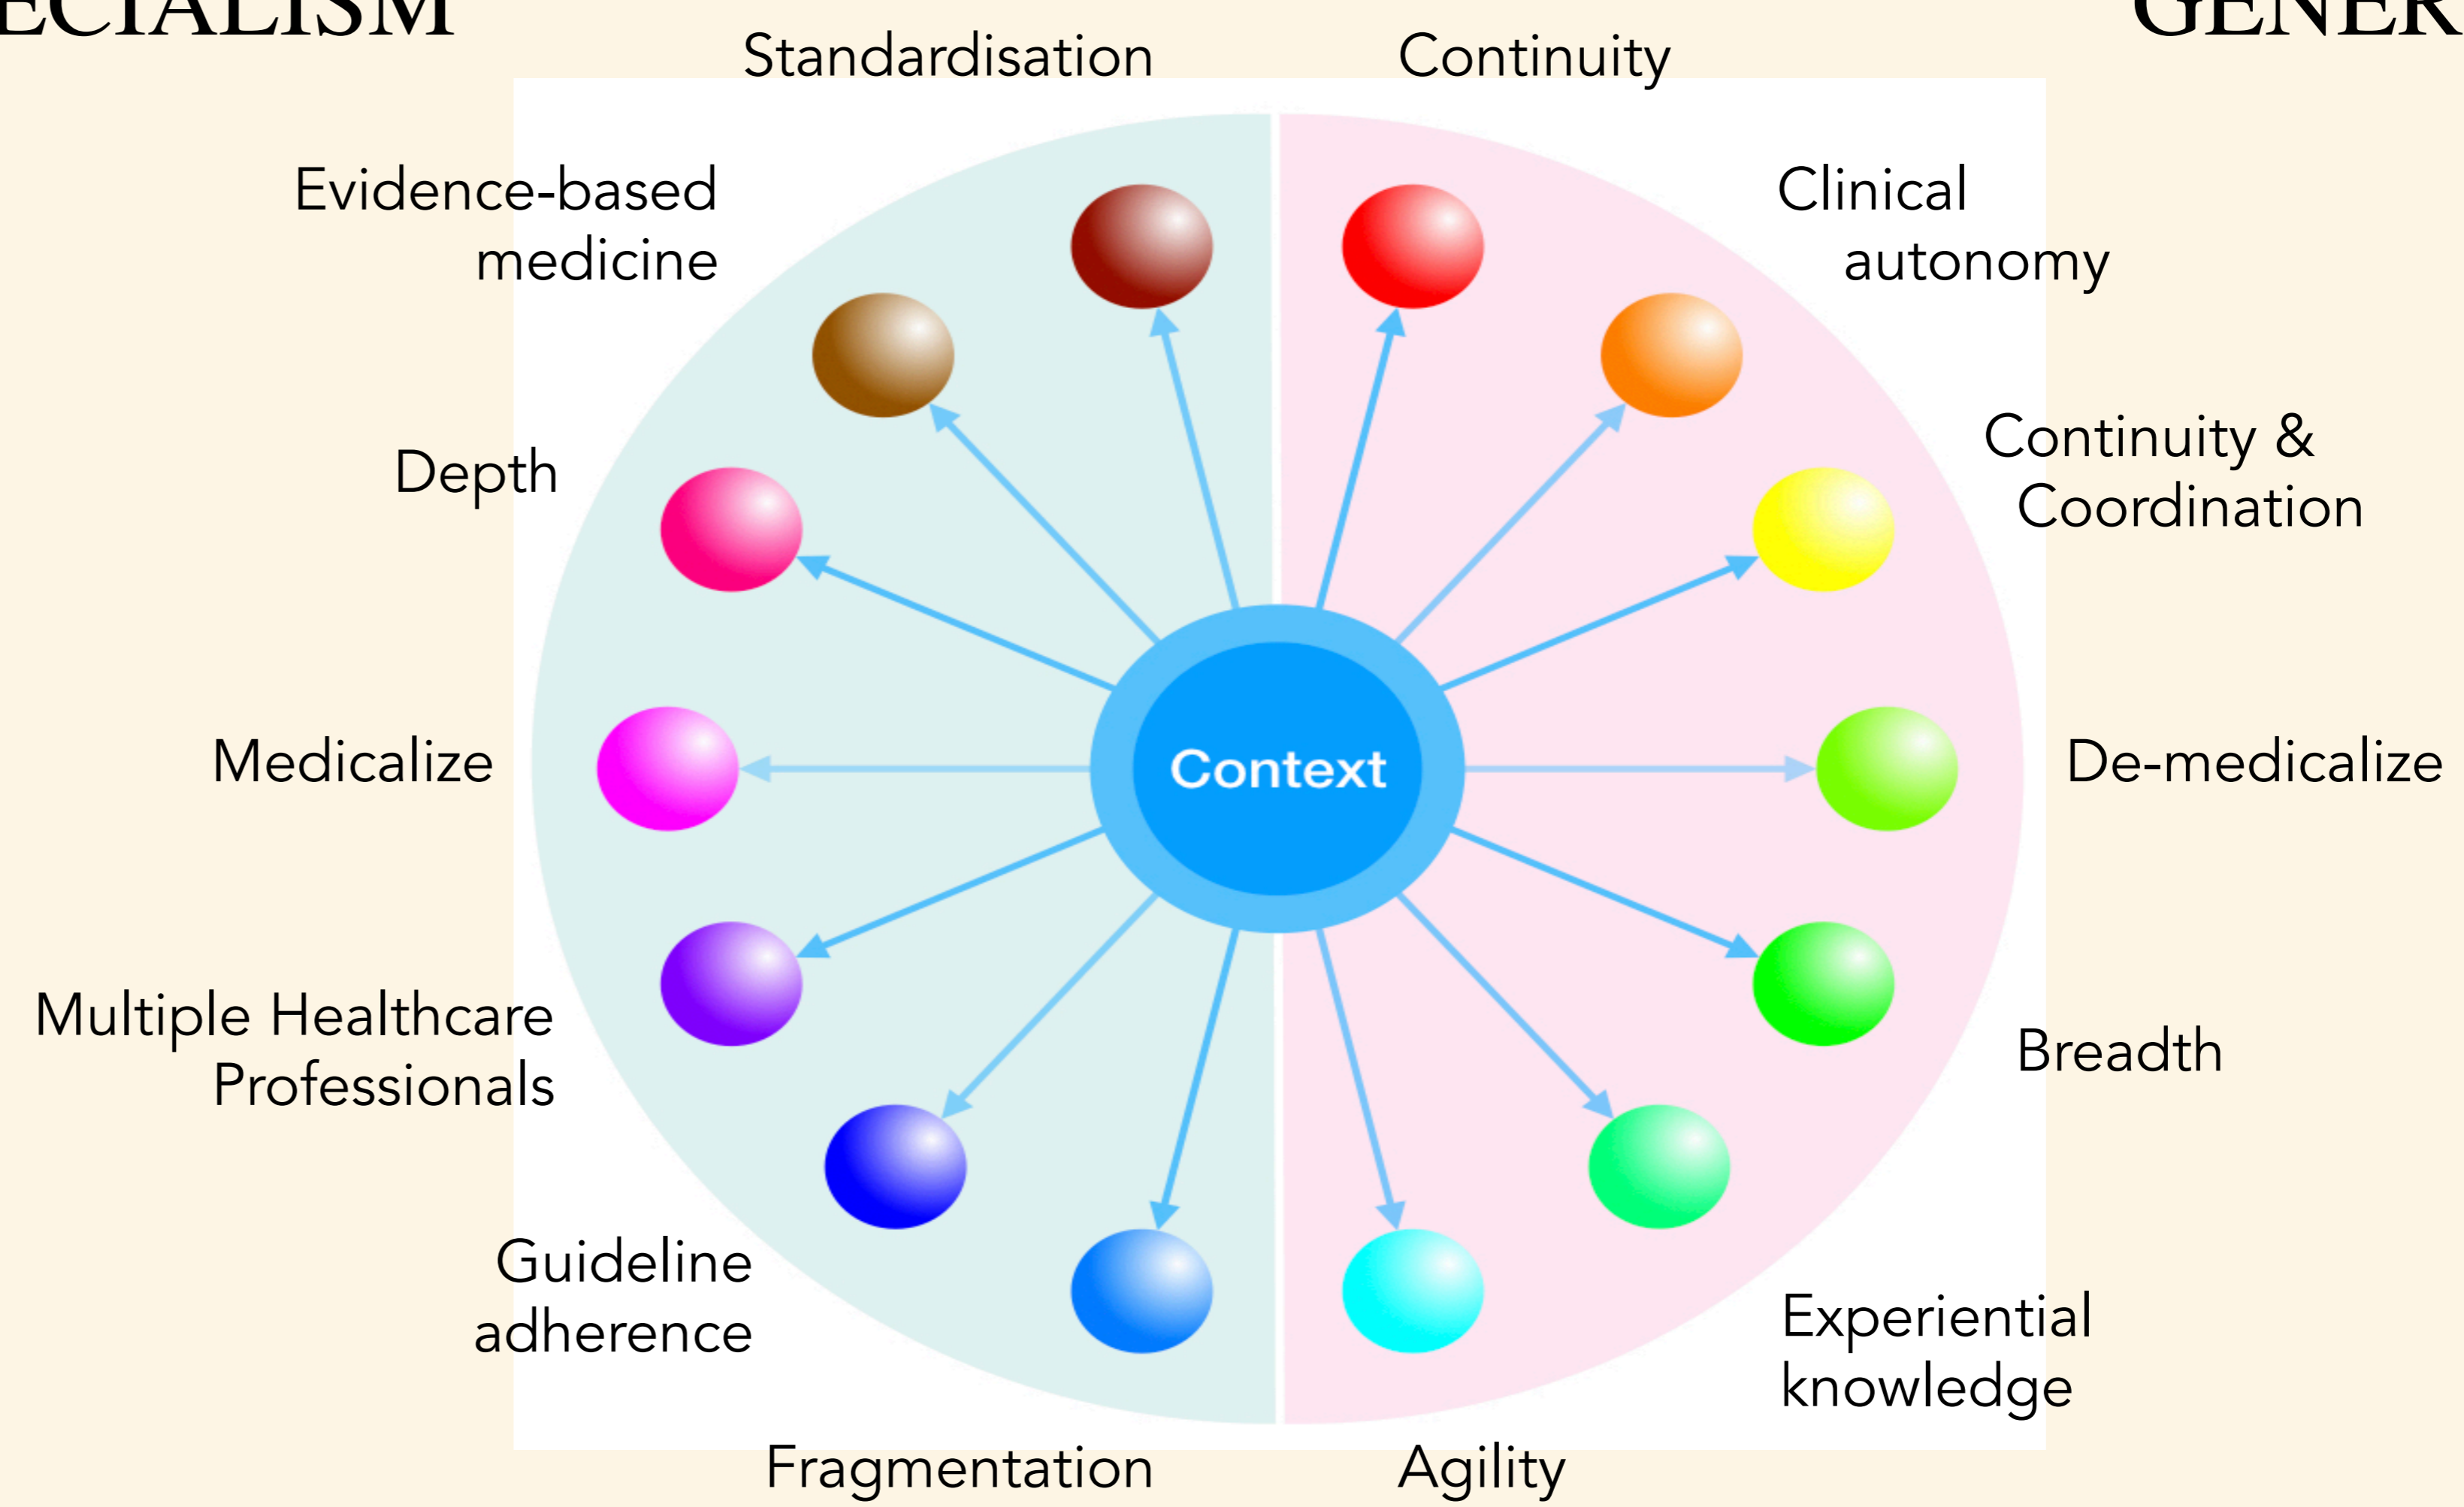 ECIALISM
GENER
Standardisation
Continuity
Evidence-based
medicine
Clinical
autonomy
Depth
Continuity &
Coordination
Medicalize
Context
De-medicalize
Multiple Healthcare
Professionals
Breadth
Guideline
adherence
Experiential
knowledge
Fragmentation
Agility